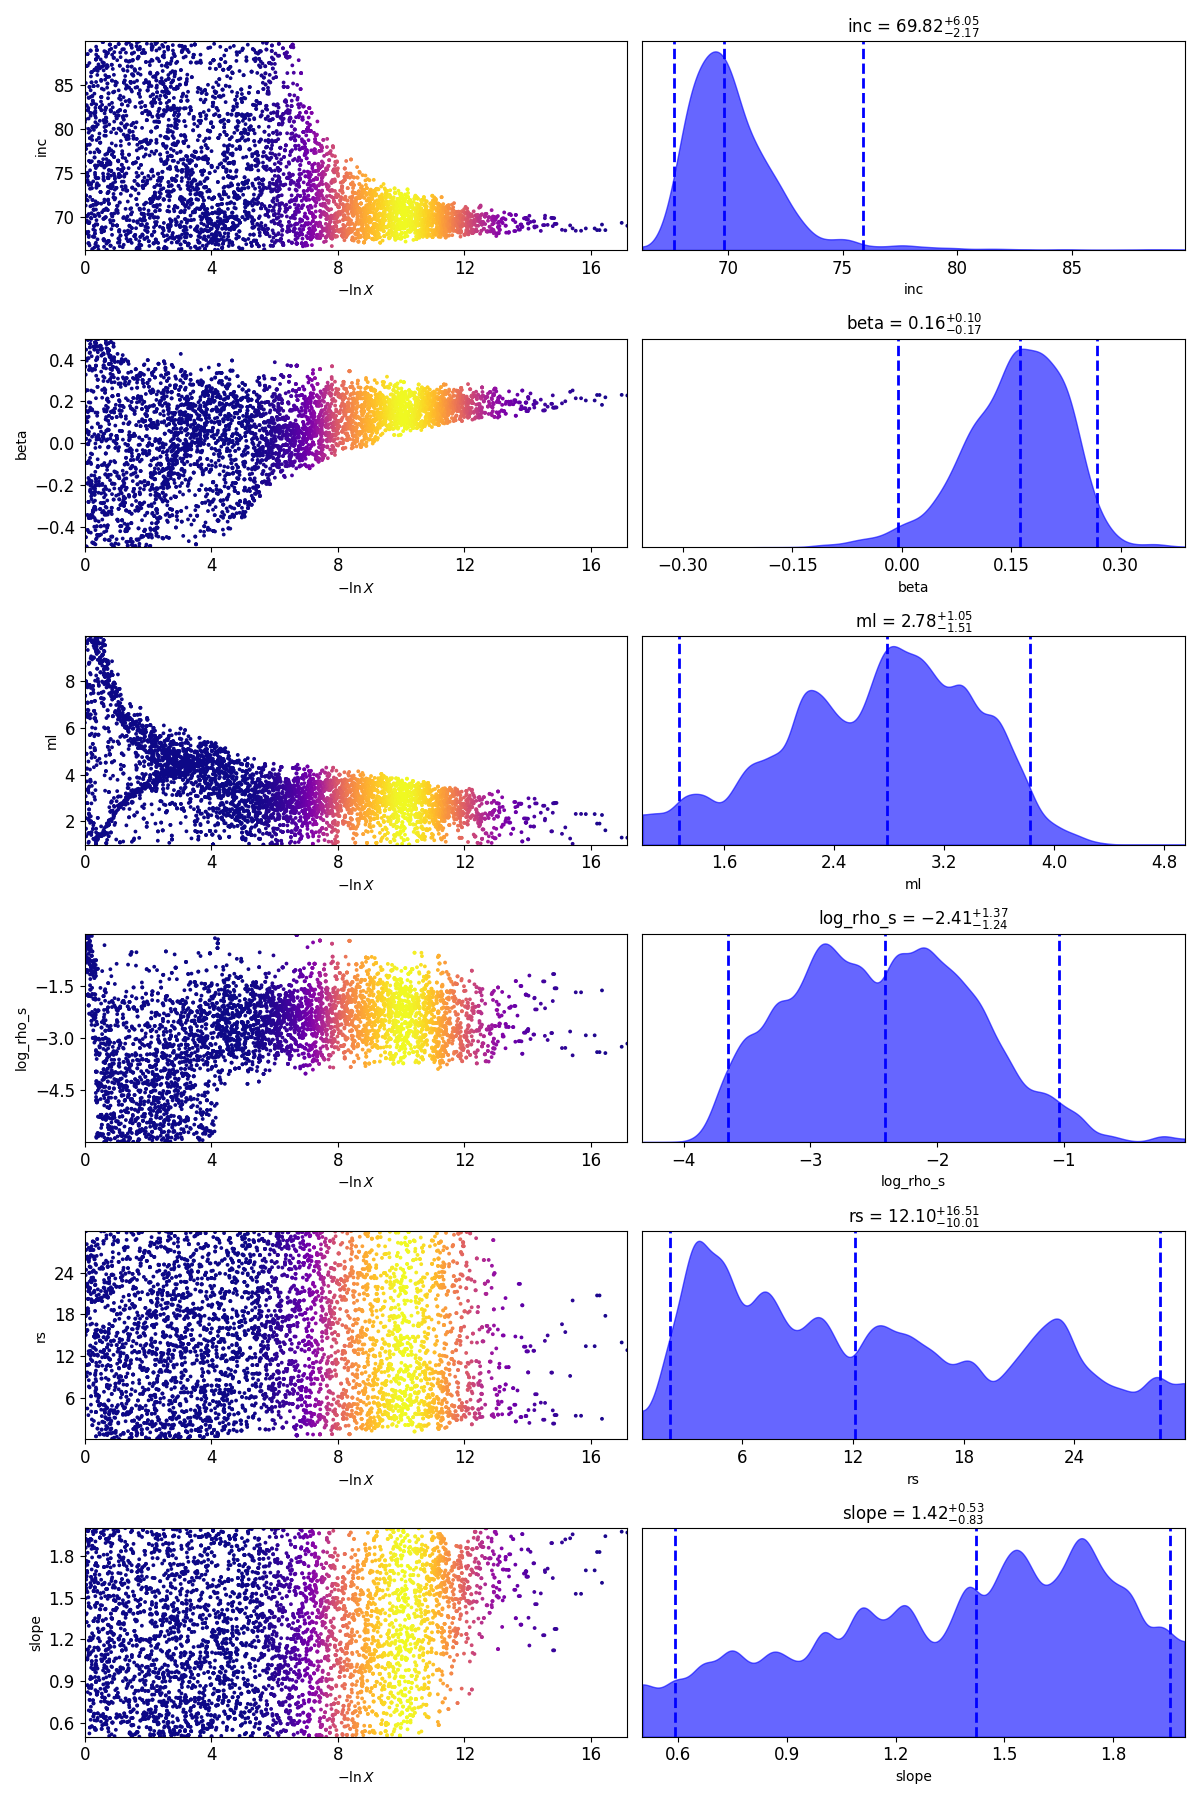 inc = 69.82 +6.05 −2.17
inc
85
80
75
70
0 4 8 12 16
−ln X
70 75 80 85
inc
beta = 0.16 +0.10 −0.17
beta
0.4
0.2
0.0
−0.2
−0.4
0 4 8 12 16
−ln X
−0.30 −0.15 0.00 0.15 0.30
beta
ml = 2.78 +1.05 −1.51
ml
8
6
4
2
0 4 8 12 16
−ln X
1.6 2.4 3.2 4.0 4.8
ml
log_rho_s = −2.41 +1.37 −1.24
log_rho_s
−1.5
−3.0
−4.5
0 4 8 12 16
−ln X
−4 −3 −2 −1
log_rho_s
rs = 12.10 +16.51 −10.01
rs
24
18
12
6
0 4 8 12 16
−ln X
6 12 18 24
rs
slope = 1.42 +0.53 −0.83
slope
1.8
1.5
1.2
0.9
0.6
0 4 8 12 16
−ln X
0.6 0.9 1.2 1.5 1.8
slope